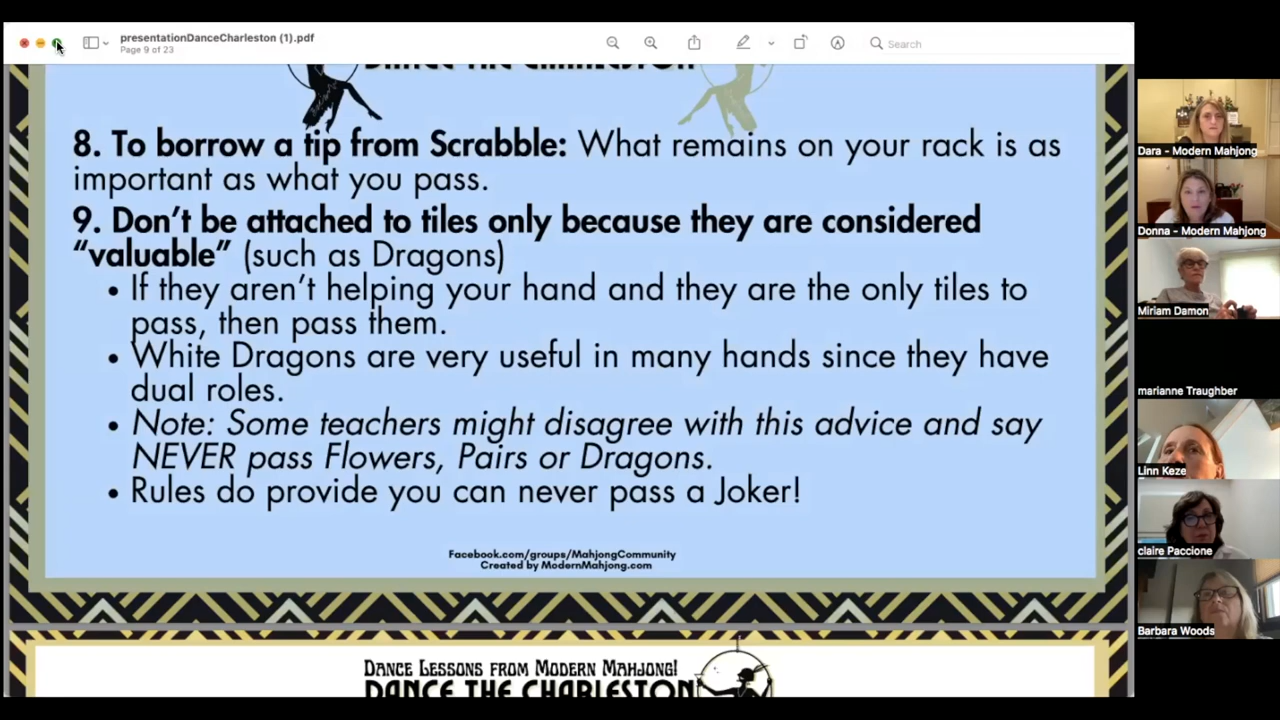 presentationDanceCharleston (1).pdf
Page 9 of 23
Search
DANCE THE CHARLESTON
8. To borrow a tip from Scrabble: What remains on your rack is as
important as what you pass.
9. Don't be attached to tiles only because they are considered
"valuable" (such as Dragons)
• If they aren't helping your hand and they are the only tiles to
pass, then pass them.
• White Dragons are very useful in many hands since they have
dual roles.
• Note: Some teachers might disagree with this advice and say
NEVER pass Flowers, Pairs or Dragons.
• Rules do provide you can never pass a Joker!
Facebook.com/groups/MahjongCommunity
Created by ModernMahjong.com
DANCE LESSONS FROM MODERN MAHJONG!
DANCE THE CHARLESTON
Dara - Modern Mahjong
Donna - Modern Mahjong
Miriam Damon
marianne Traughber
Linn Keze
claire Paccione
Barbara Woods